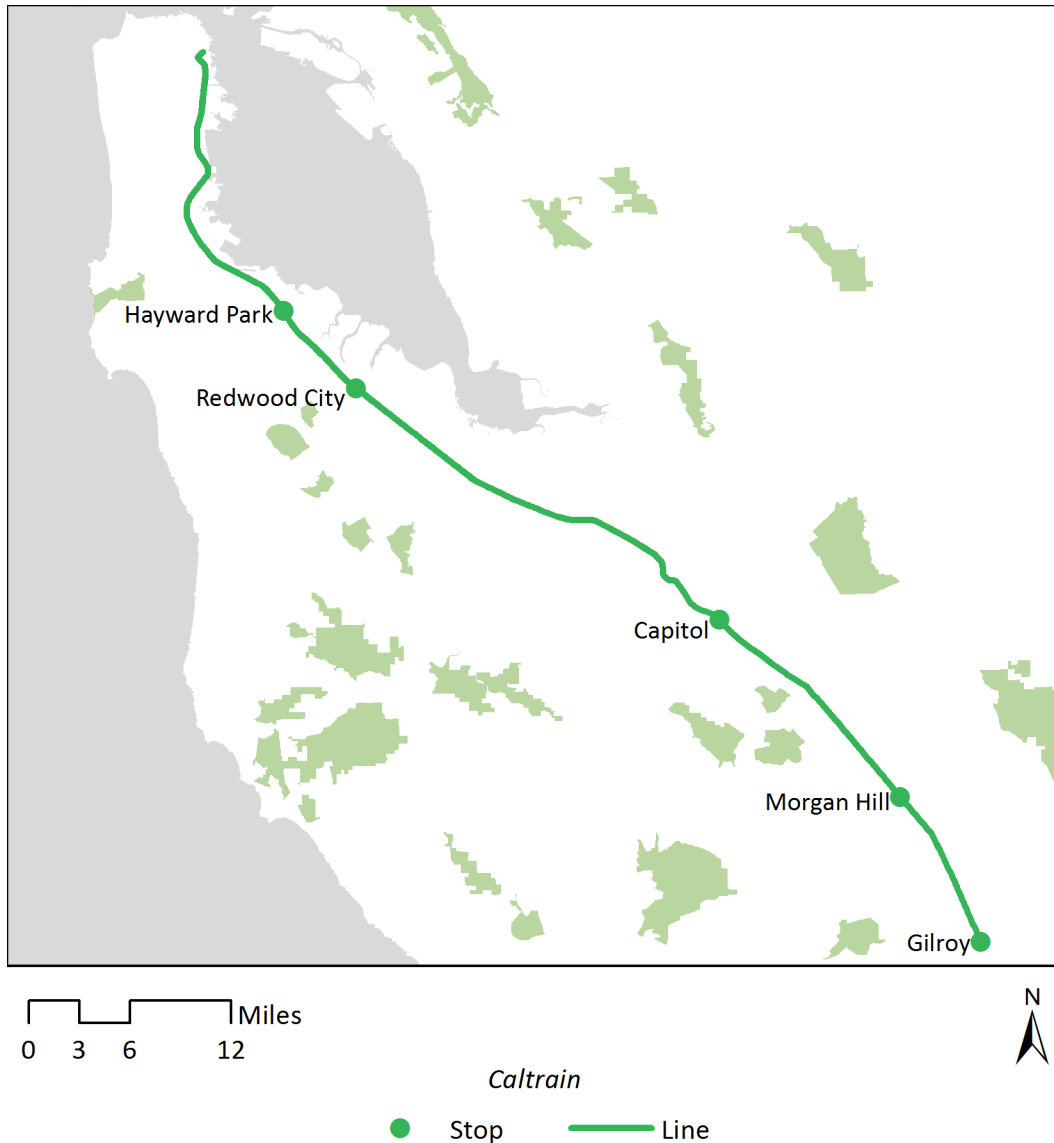 Hayward Park
Redwood City
Capitol
Morgan Hill
Gilroy
Miles
0 3 6 12
N
Caltrain
Stop Line